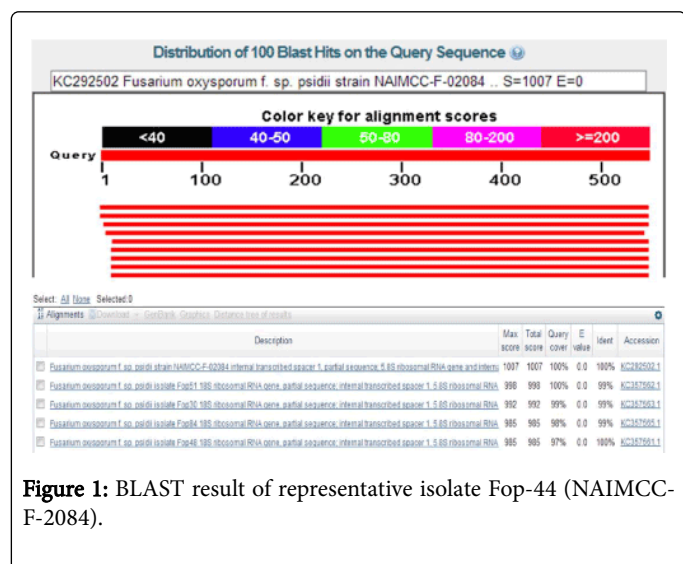 Distribution of 100 Blast Hits on the Query Sequence
KC292502 Fusarium oxysporum f. sp. psidii strain NAIMCC-F-02084 .. S=1007 E=0
Color key for alignment scores
<40 40-50 50-80 80-200 >=200
Query
1 100 200 300 400 500
Select: All None Selected:0
Alignments Download GenBank Graphics Distance tree of results
Description Max score Total score Query cover E value Ident Accession
Fusarium oxysporum f. sp. psidii strain NAIMCC-F-02084 internal transcribed spacer 1, partial sequence; 5.8S ribosomal RNA gene and interna 1007 1007 100% 0.0 100% KC292502.1
Fusarium oxysporum f. sp. psidii isolate Fop51 18S ribosomal RNA gene, partial sequence; internal transcribed spacer 1, 5.8S ribosomal RNA 998 998 100% 0.0 99% KC357562.1
Fusarium oxysporum f. sp. psidii isolate Fop30 18S ribosomal RNA gene, partial sequence; internal transcribed spacer 1, 5.8S ribosomal RNA 992 992 99% 0.0 99% KC357553.1
Fusarium oxysporum f. sp. psidii isolate Fop84 18S ribosomal RNA gene, partial sequence; internal transcribed spacer 1, 5.8S ribosomal RNA 985 985 98% 0.0 99% KC357565.1
Fusarium oxysporum f. sp. psidii isolate Fop48 18S ribosomal RNA gene, partial sequence; internal transcribed spacer 1, 5.8S ribosomal RNA 985 985 97% 0.0 100% KC357561.1
Figure 1: BLAST result of representative isolate Fop-44 (NAIMCC-
F-2084).